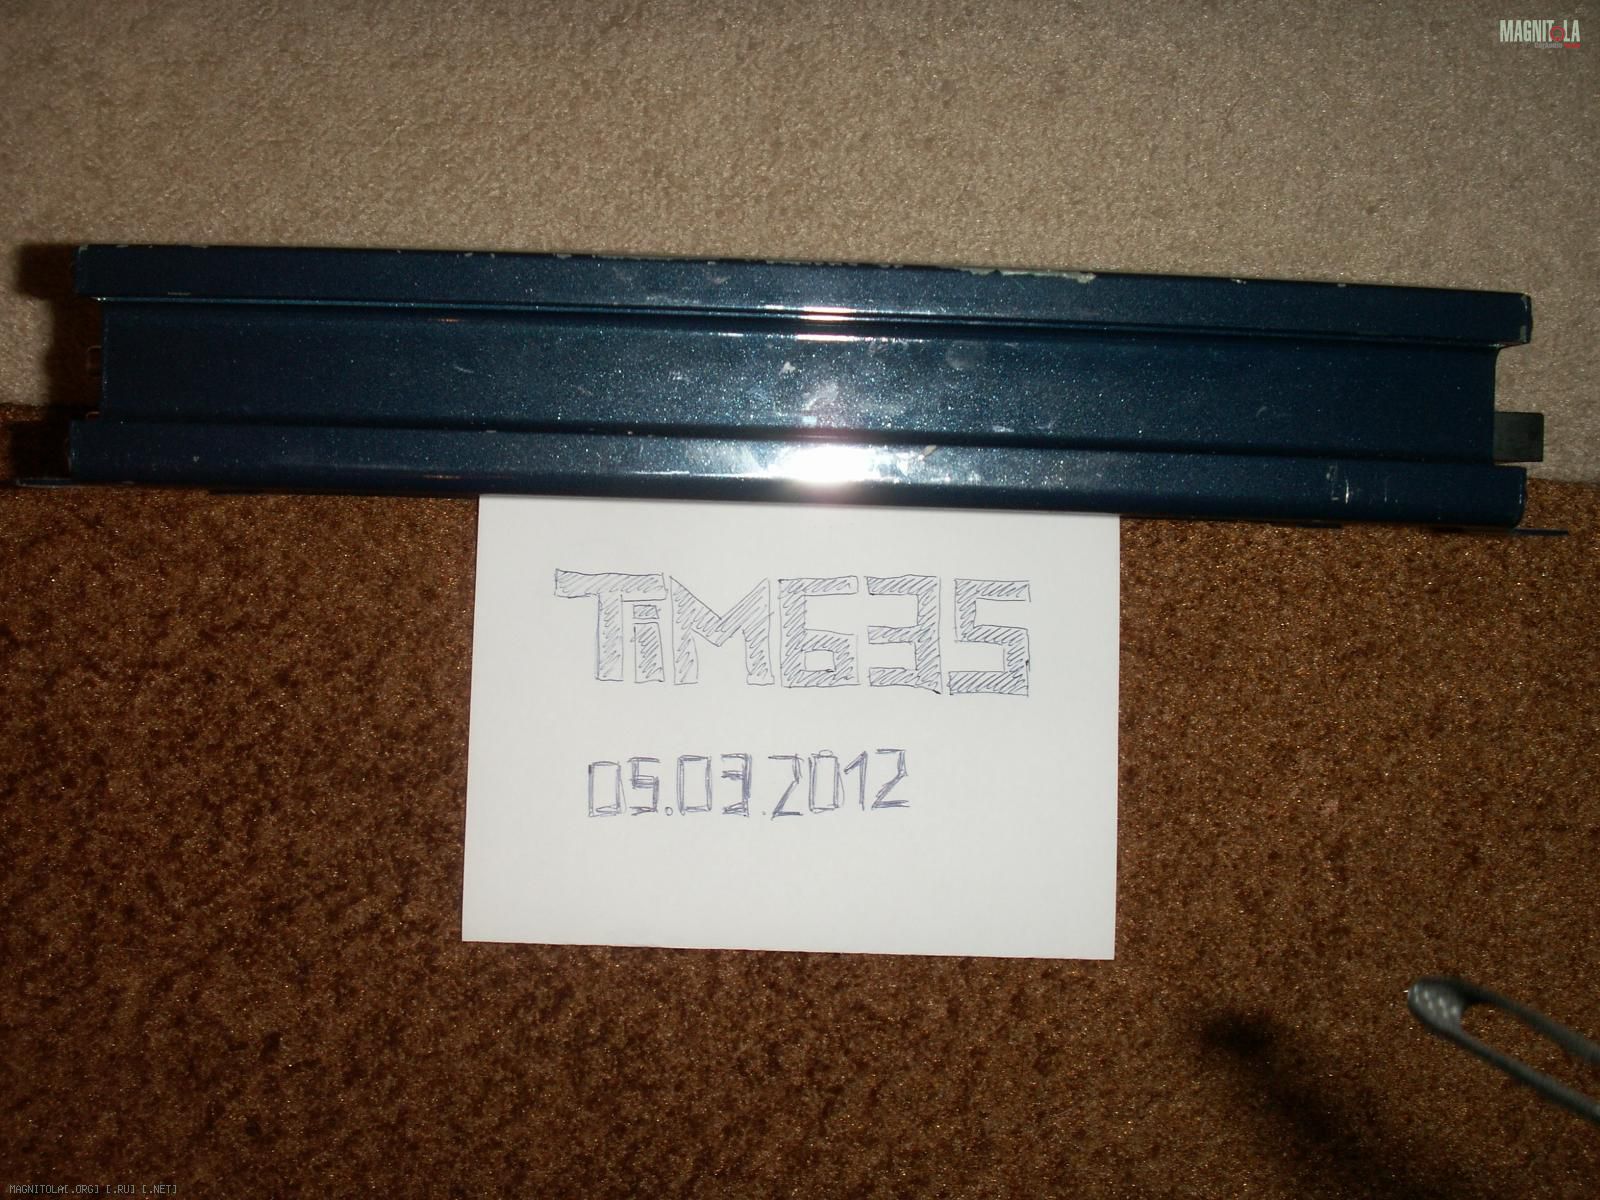 MAGNITOLA
TiM635
05.03.2012
MAGNITOLA[.ORG] [.RU] [.NET]